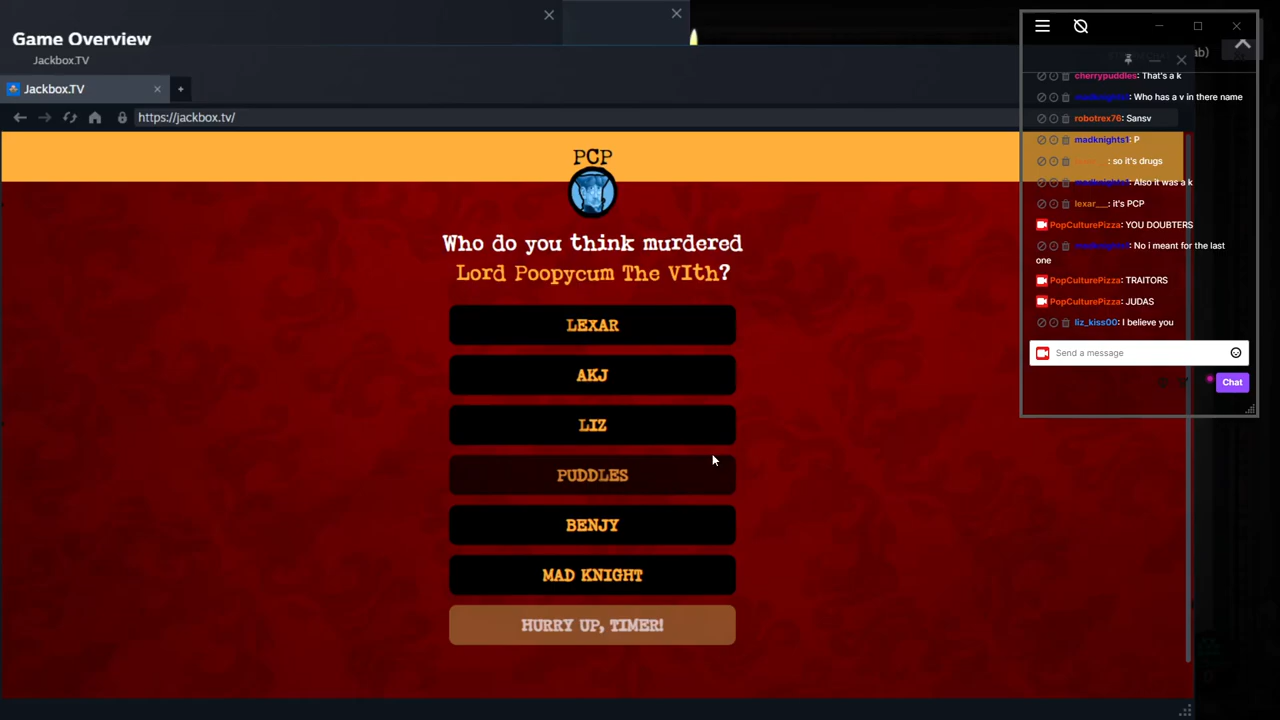 Game Overview
Jackbox.TV
Jackbox.TV
https://jackbox.tv/
PCP
Who do you think murdered
Lord Poopycum The VIth?
LEXAR
AKJ
LIZ
PUDDLES
BENJY
MAD KNIGHT
HURRY UP, TIMER!
cherrypuddles: That's a k
: Who has a v in there name
robotrex76: Sansv
madknights1: P
: so it's drugs
madknights1: Also it was a k
lexar___: it's PCP
PopCulturePizza: YOU DOUBTERS
: No i meant for the last
one
PopCulturePizza: TRAITORS
PopCulturePizza: JUDAS
liz_kiss00: I believe you
Send a message
Chat